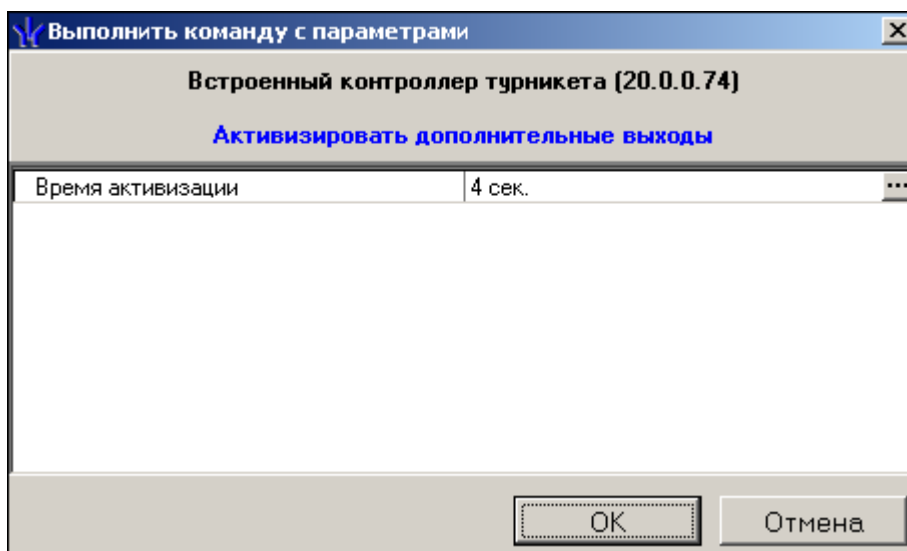 Выполнить команду с параметрами
Встроенный контроллер турникета (20.0.0.74)
Активизировать дополнительные выходы
Время активизации 4 сек. ...
OK Отмена